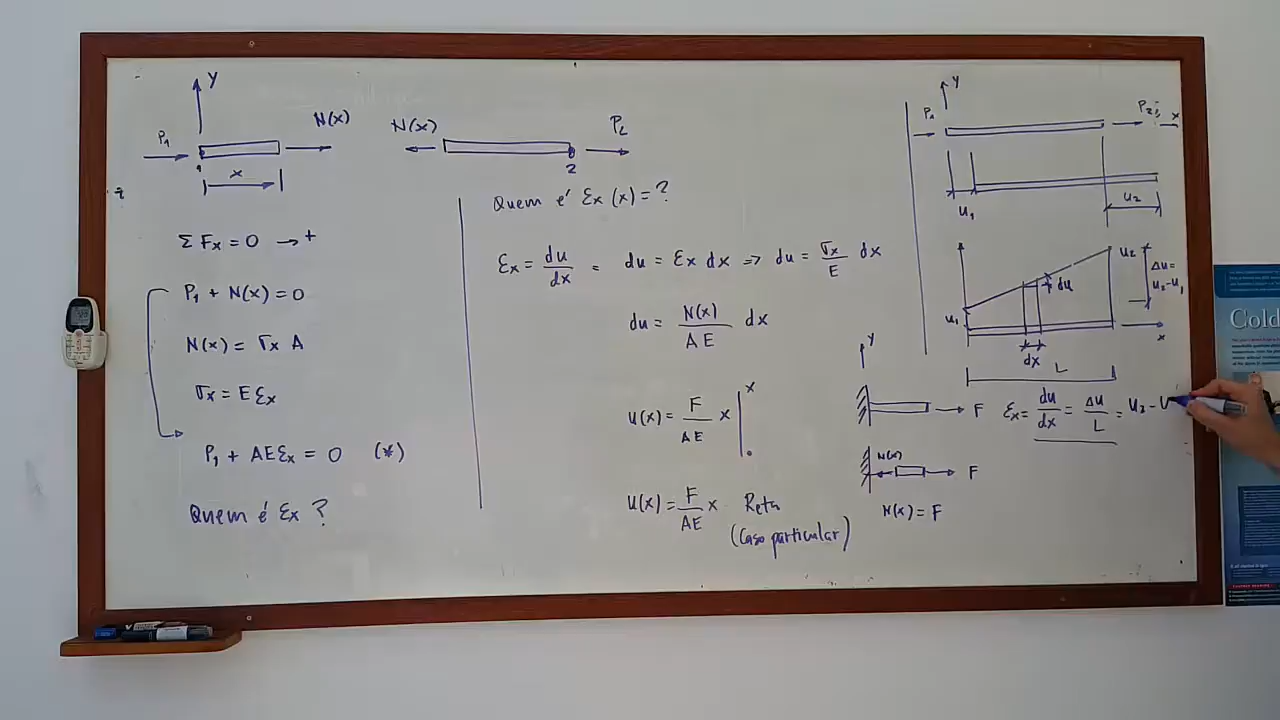 Y
P₁
N(x)
1
x
ΣFx = 0 → +
P₁ + N(x) = 0
N(x) = σx A
σx = E εx
P₁ + AEεx = 0 (*)
Quem é εx ?
N(x)
P₂
2
Quem é εx (x) = ?
εx = du/dx = du = εx dx => du = σx/E dx
du = N(x)/AE dx
u(x) = F/AE x | x
u(x) = F/AE x Reta
(Caso particular)
Y
F
N(x)
F
N(x) = F
Y
P₁
P₂
x
u₁
u₂
u₂
du
Δu =
u₂ - u₁
u₁
dx
x
L
εx = du/dx = Δu/L = u₂ - u
Cold